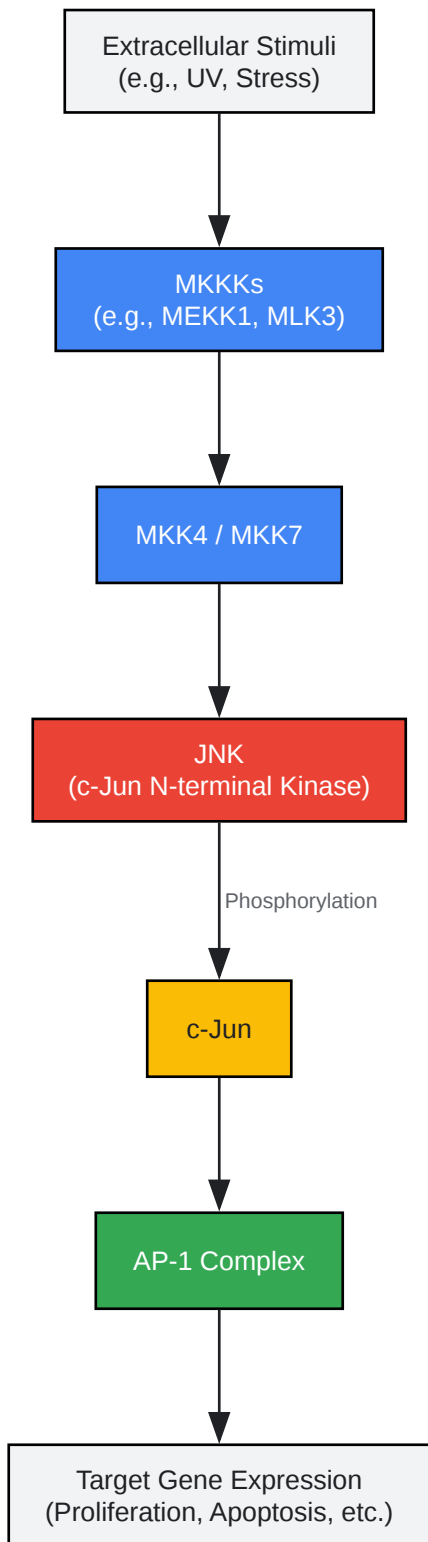 Extracellular Stimuli
(e.g., UV, Stress)
MKKKs
(e.g., MEKK1, MLK3)
MKK4 / MKK7
JNK
(c-Jun N-terminal Kinase)
Phosphorylation
c-Jun
AP-1 Complex
Target Gene Expression
(Proliferation, Apoptosis, etc.)